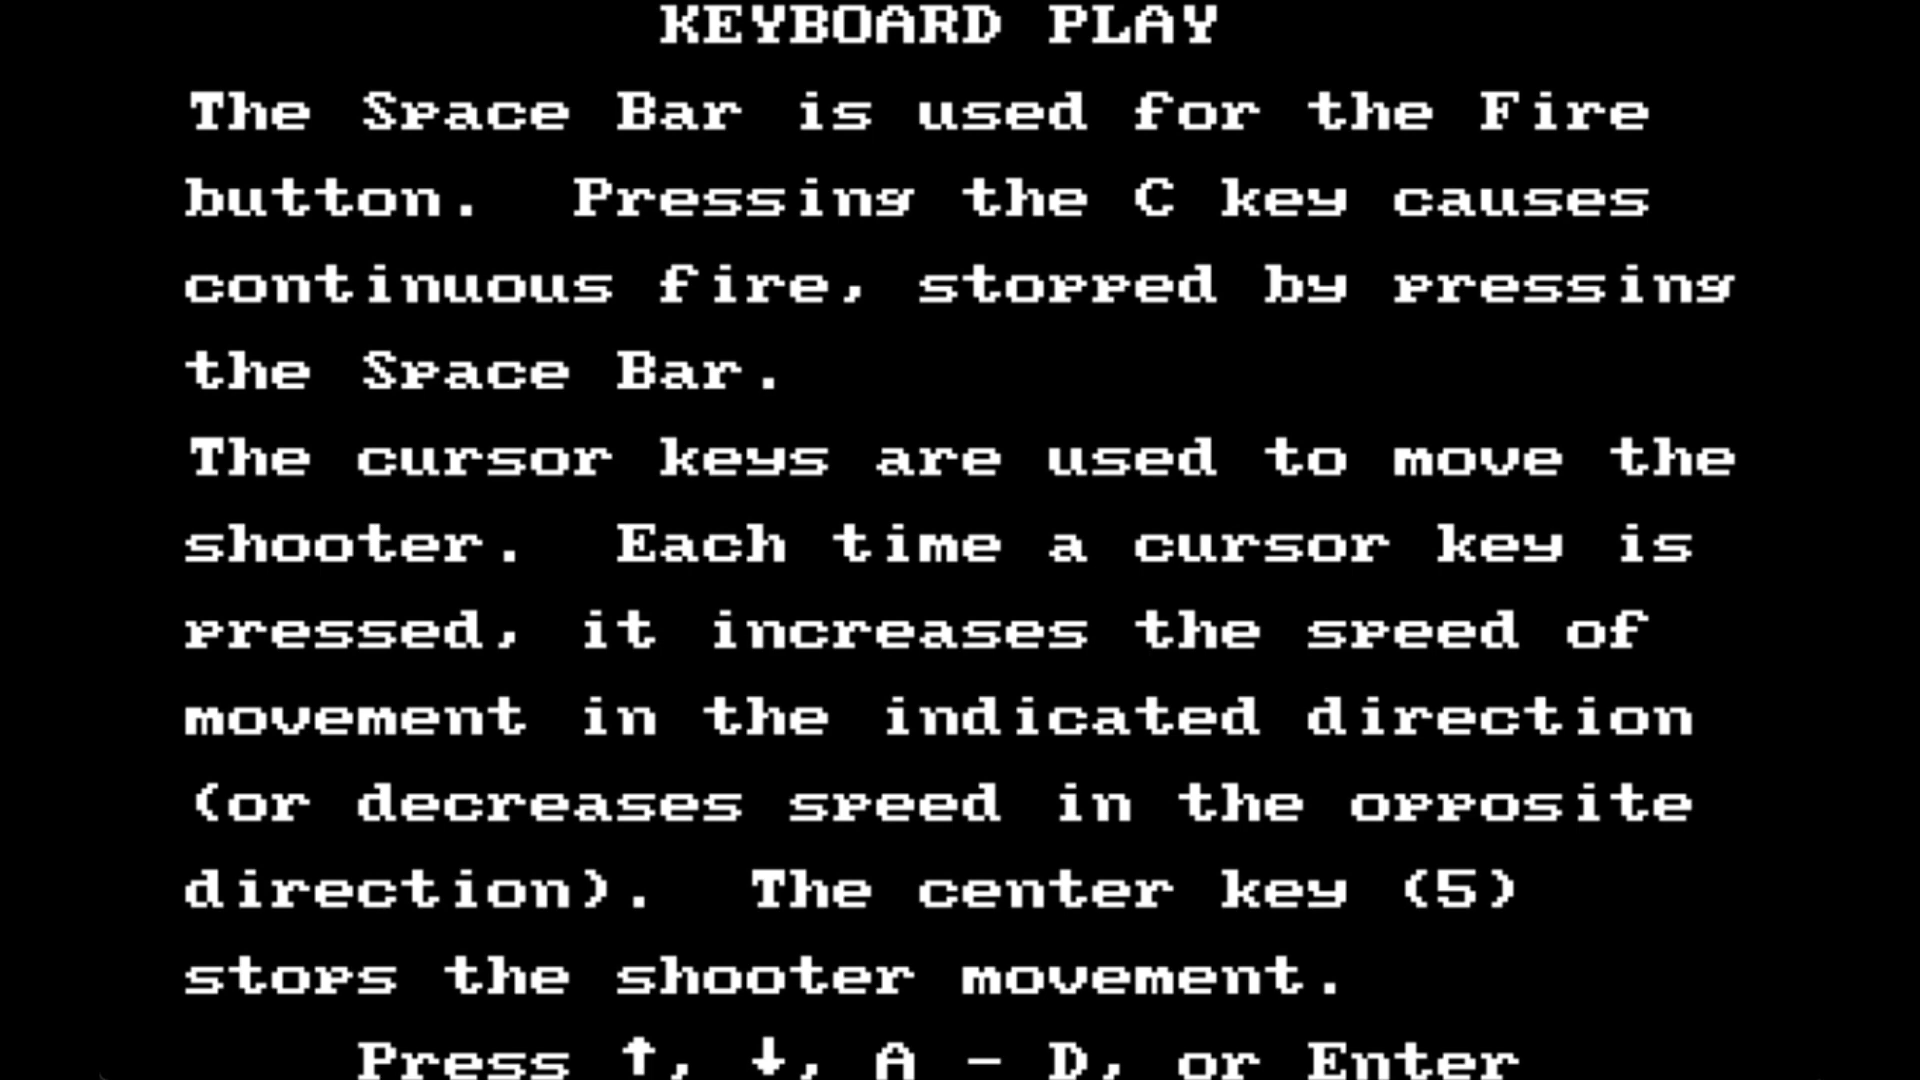 KEYBOARD PLAY
The Space Bar is used for the Fire
button.  Pressing the C key causes
continuous fire, stopped by pressing
the Space Bar.
The cursor keys are used to move the
shooter.  Each time a cursor key is
pressed, it increases the speed of
movement in the indicated direction
(or decreases speed in the opposite
direction).  The center key (5)
stops the shooter movement.
Press ↑, ↓, A - D, or Enter